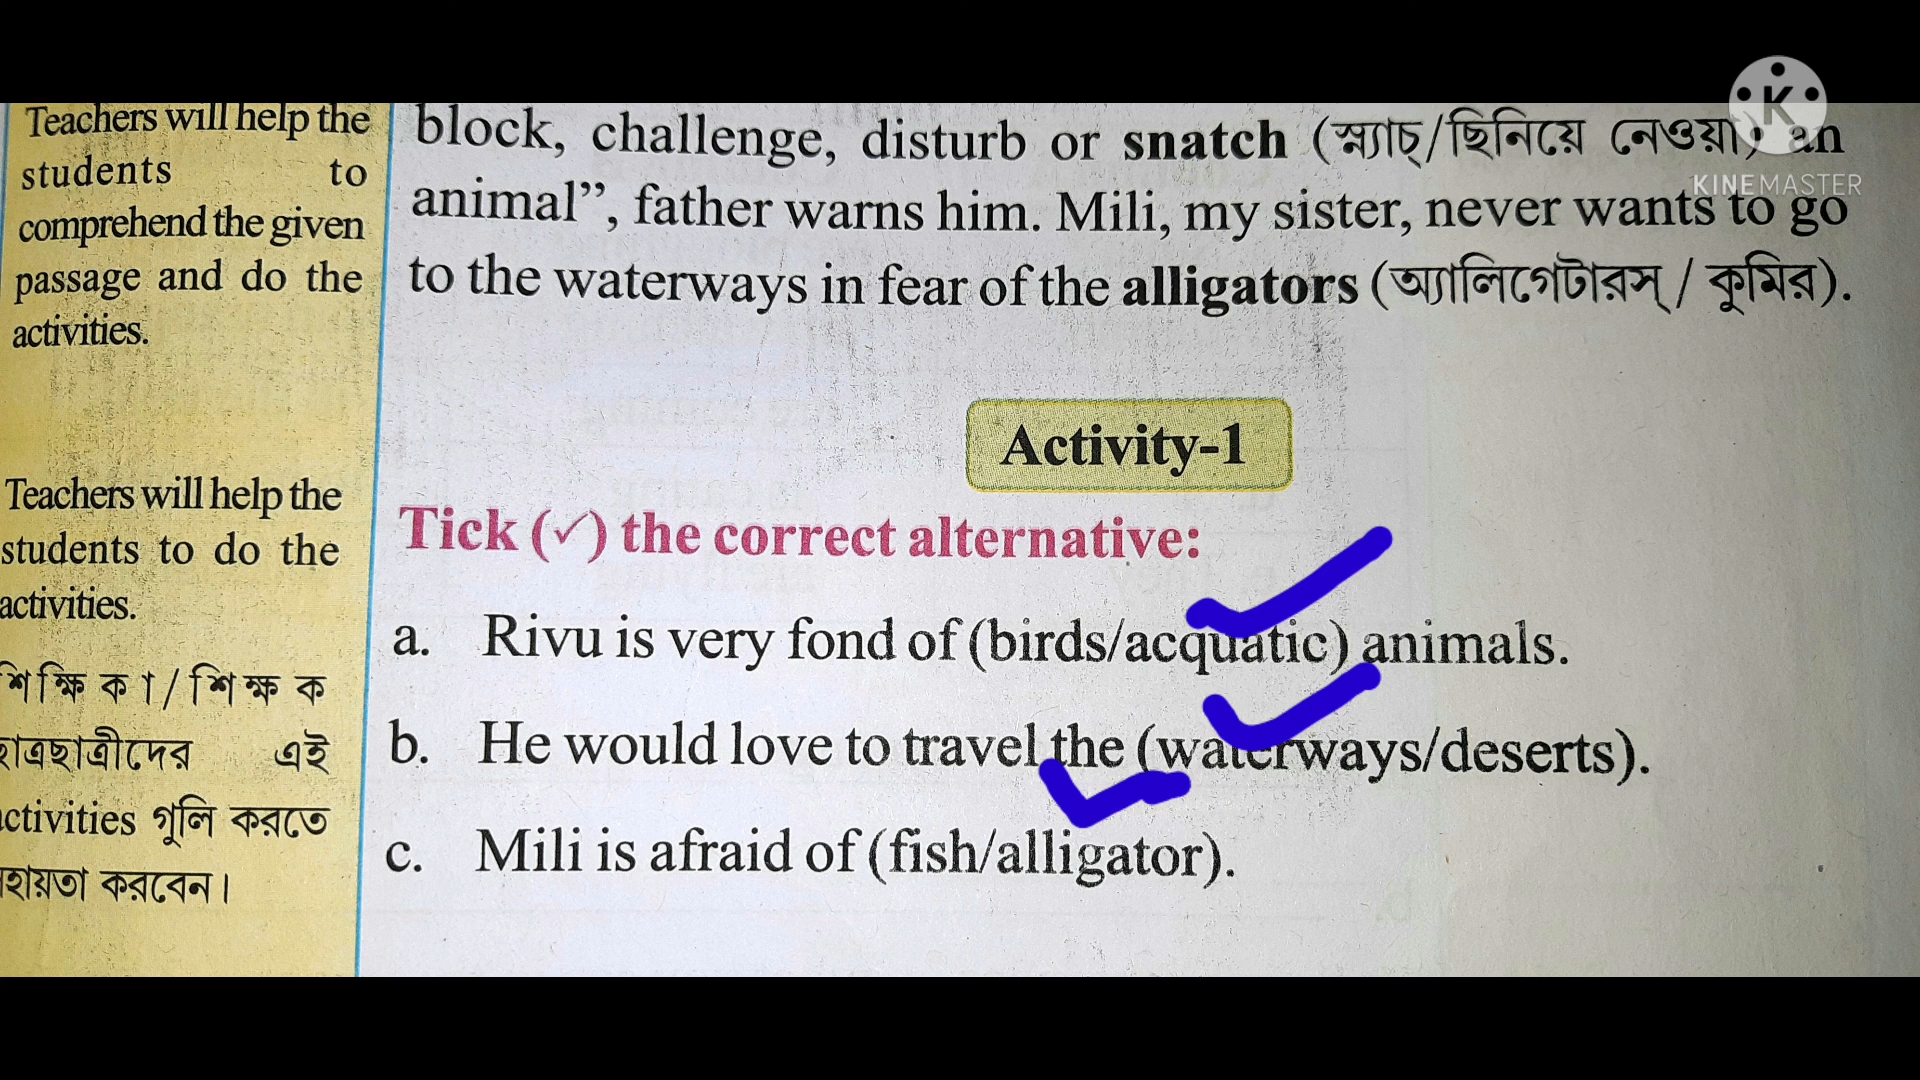 Teachers will help the
students to
comprehend the given
passage and do the
activities.
Teachers will help the
students to do the
activities.
শিক্ষিকা/শিক্ষক
ছাত্রছাত্রীদের এই
activities গুলি করতে
সহায়তা করবেন।
block, challenge, disturb or snatch (স্ন্যাচ্/ছিনিয়ে নেওয়া) an
animal”, father warns him. Mili, my sister, never wants to go
to the waterways in fear of the alligators (অ্যালিগেটারস্ / কুমির).
Activity-1
Tick (✓) the correct alternative:
a. Rivu is very fond of (birds/acquatic) animals.
b. He would love to travel the (waterways/deserts).
c. Mili is afraid of (fish/alligator).
K
KINEMASTER